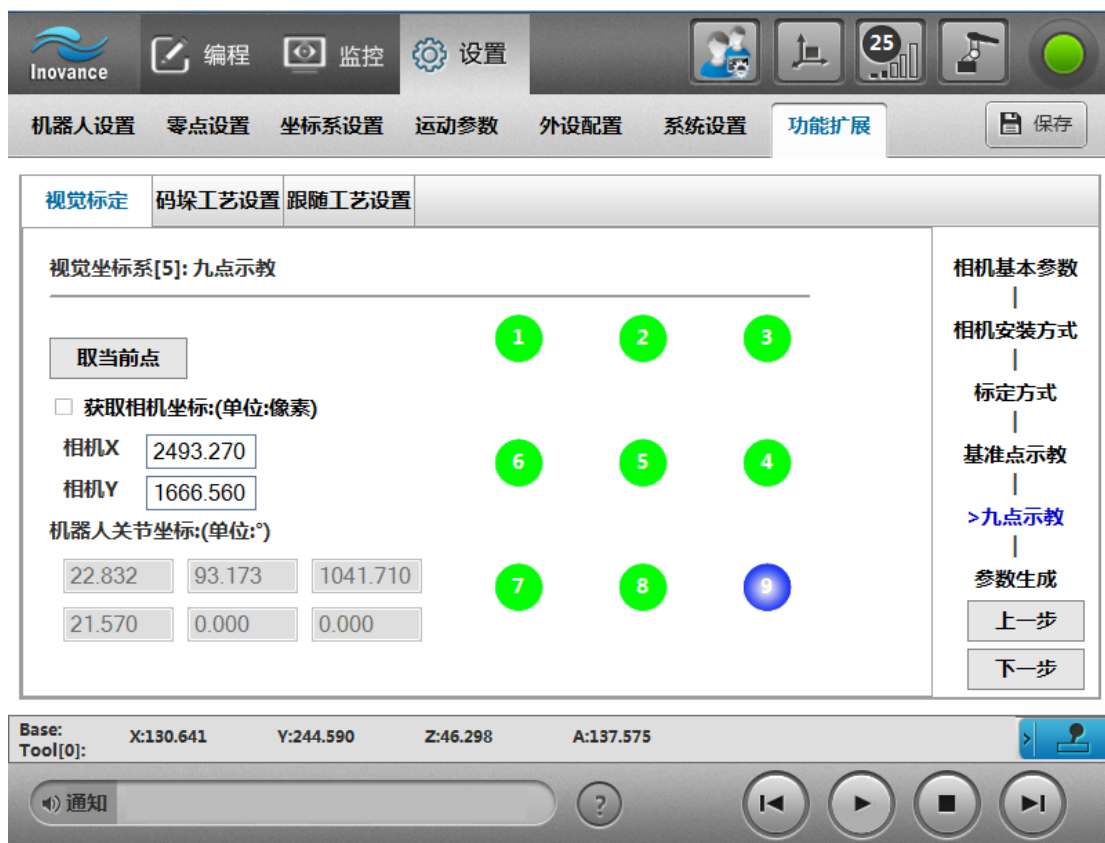 Inovance
编程
监控
设置
25
机器人设置 零点设置 坐标系设置 运动参数 外设配置 系统设置 功能扩展 保存
视觉标定 码垛工艺设置 跟随工艺设置
视觉坐标系[5]: 九点示教
取当前点
获取相机坐标:(单位:像素)
相机X 2493.270
相机Y 1666.560
机器人关节坐标:(单位:°)
22.832 93.173 1041.710
21.570 0.000 0.000
1 2 3
6 5 4
7 8 9
相机基本参数
|
相机安装方式
|
标定方式
|
基准点示教
|
>九点示教
|
参数生成
上一步
下一步
Base:
Tool[0]:
X:130.641 Y:244.590 Z:46.298 A:137.575
>
通知
?